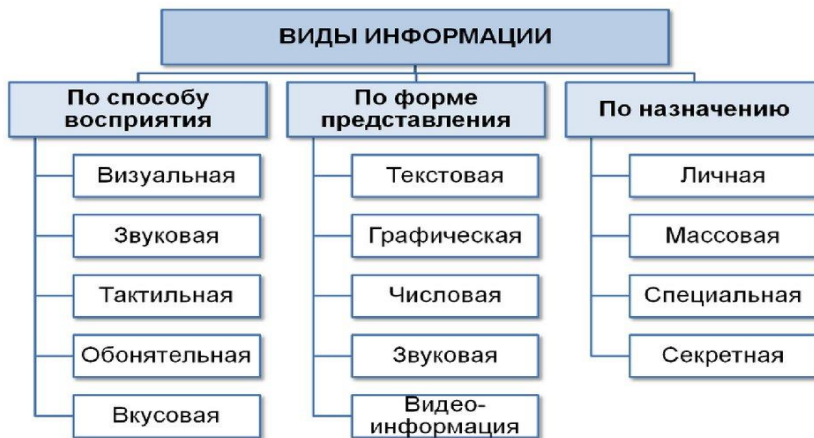 ВИДЫ ИНФОРМАЦИИ
По способу
восприятия
Визуальная
Звуковая
Тактильная
Обонятельная
Вкусовая
По форме
представления
Текстовая
Графическая
Числовая
Звуковая
Видео-
информация
По назначению
Личная
Массовая
Специальная
Секретная